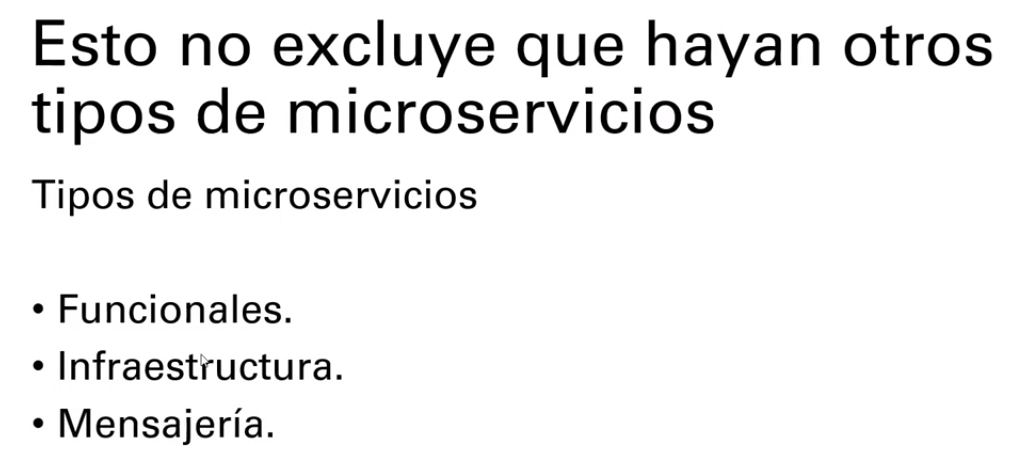 Esto no excluye que hayan otros
tipos de microservicios
Tipos de microservicios
• Funcionales.
• Infraestructura.
• Mensajería.